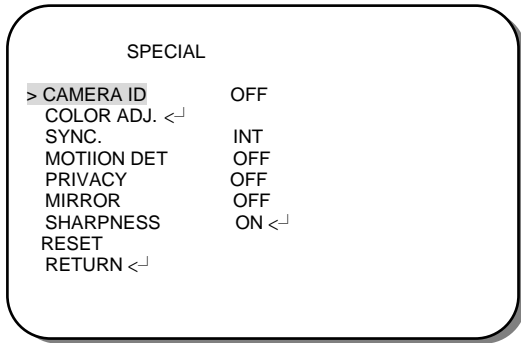 SPECIAL
> CAMERA ID OFF
COLOR ADJ. <┘
SYNC. INT
MOTIION DET OFF
PRIVACY OFF
MIRROR OFF
SHARPNESS ON <┘
RESET
RETURN <┘